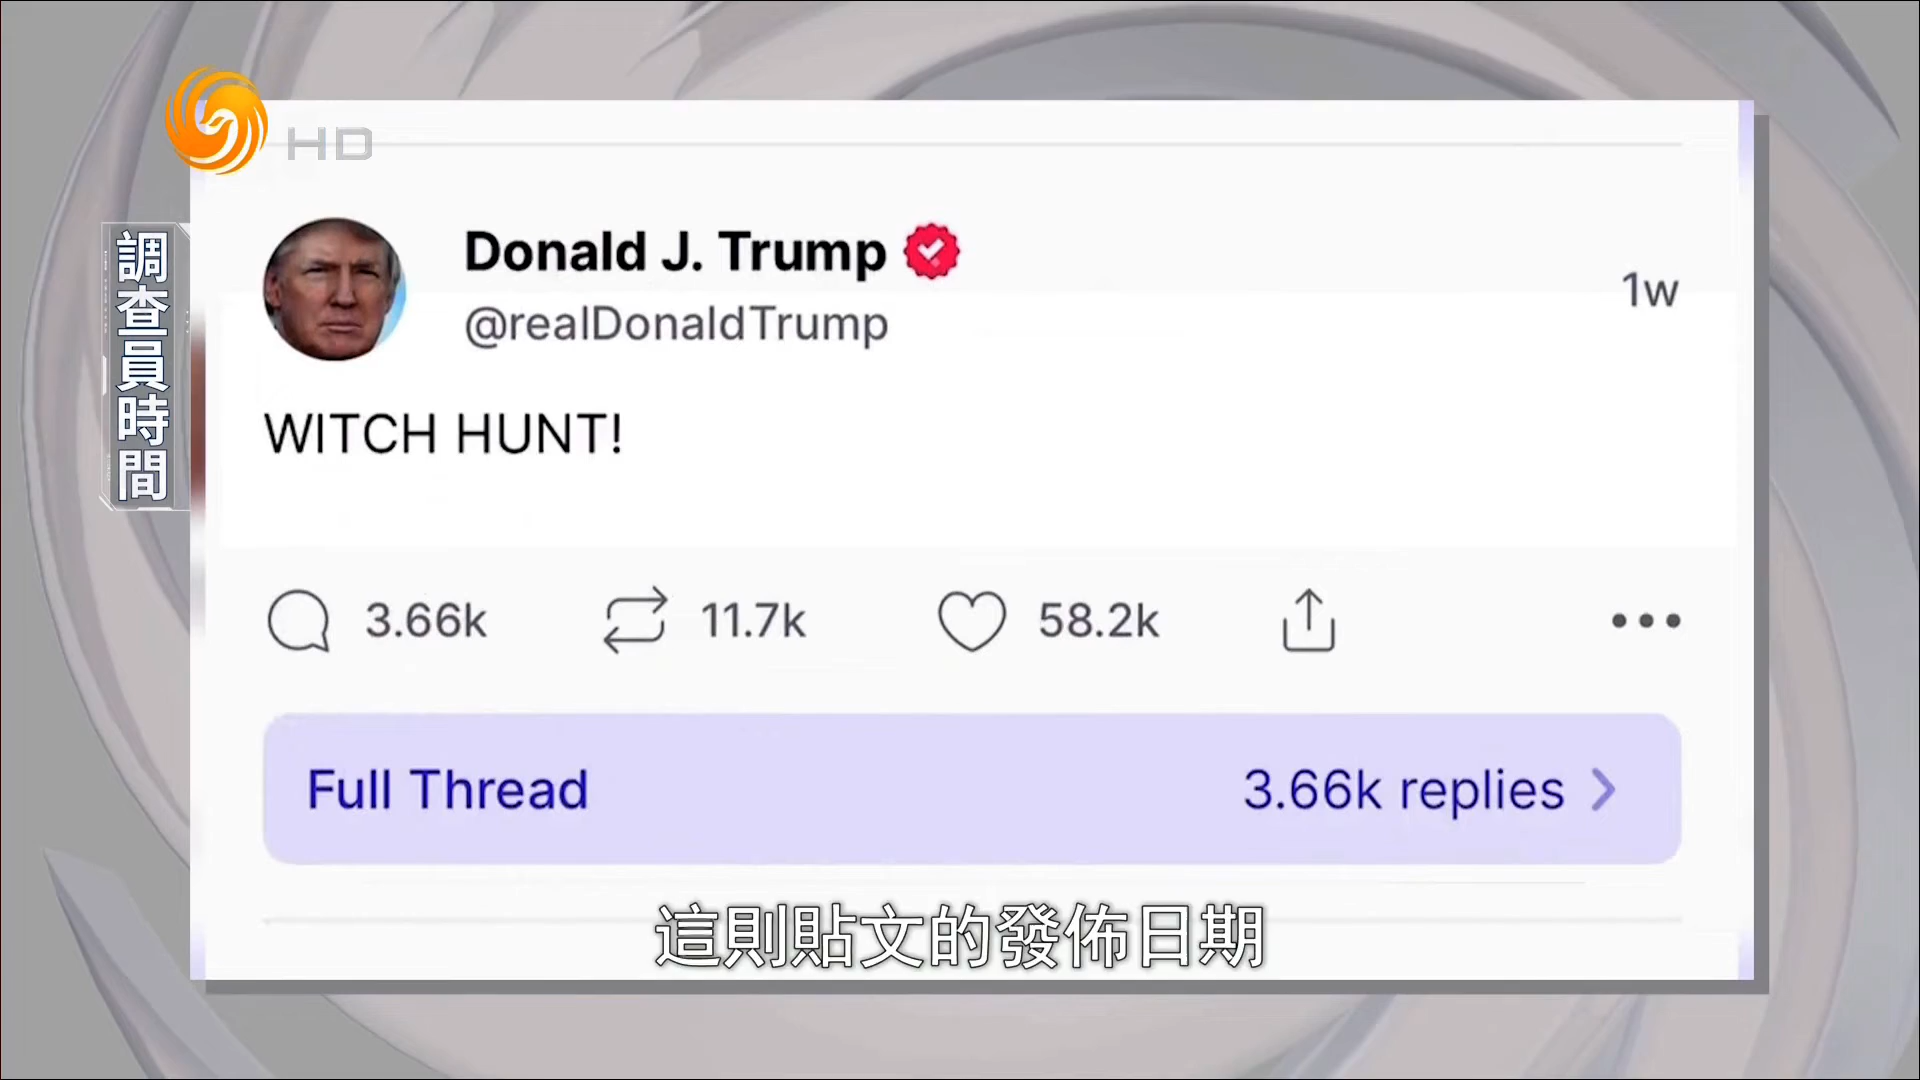 HD
調查員時間
Donald J. Trump
@realDonaldTrump
1w
WITCH HUNT!
3.66k 11.7k 58.2k
Full Thread 3.66k replies
這則貼文的發佈日期